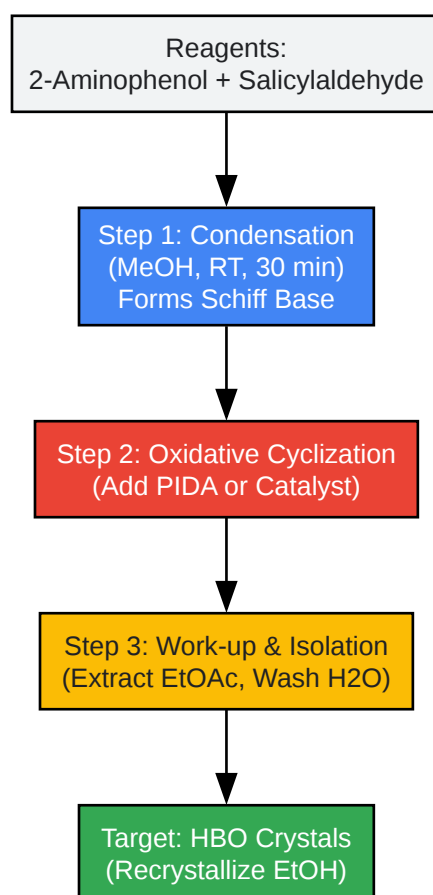 Reagents:
2-Aminophenol + Salicylaldehyde
Step 1: Condensation
(MeOH, RT, 30 min)
Forms Schiff Base
Step 2: Oxidative Cyclization
(Add PIDA or Catalyst)
Step 3: Work-up & Isolation
(Extract EtOAc, Wash H2O)
Target: HBO Crystals
(Recrystallize EtOH)